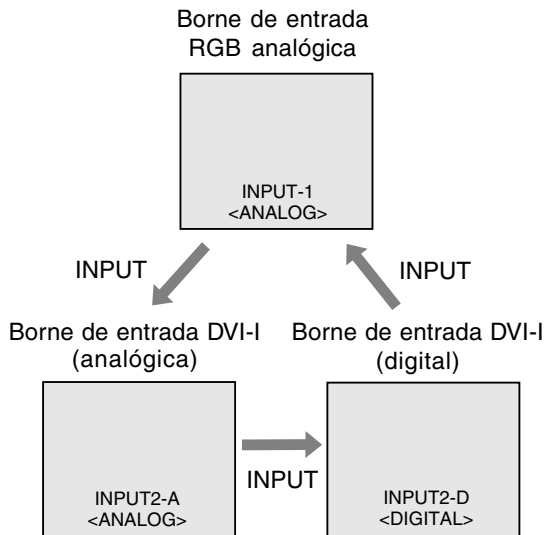 Borne de entrada
RGB analógica
INPUT-1
<ANALOG>
INPUT
INPUT
Borne de entrada DVI-I
(analógica)
Borne de entrada DVI-I
(digital)
INPUT
INPUT2-A
<ANALOG>
INPUT2-D
<DIGITAL>